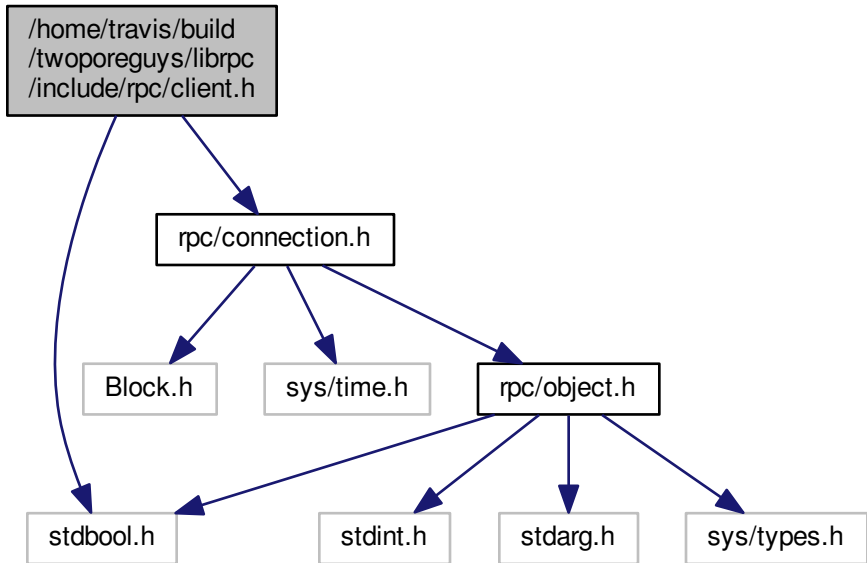 /home/travis/build
/twoporeguys/librpc
/include/rpc/client.h
rpc/connection.h
Block.h
sys/time.h
rpc/object.h
stdbool.h
stdint.h
stdarg.h
sys/types.h